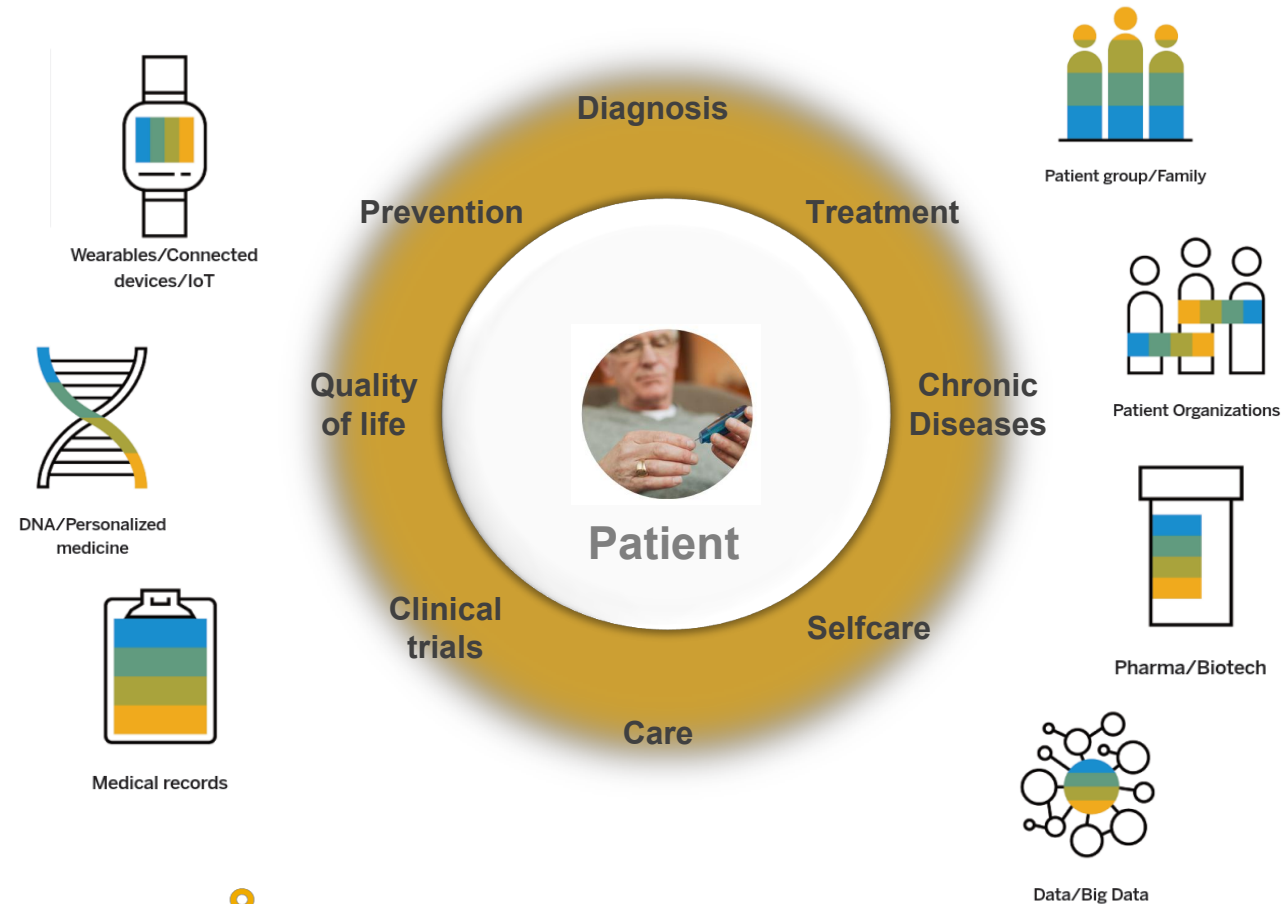 Diagnosis
Prevention
Treatment
Quality
of life
Chronic
Diseases
Patient
Clinical
trials
Selfcare
Care
Wearables/Connected
devices/IoT
DNA/Personalized
medicine
Medical records
Patient group/Family
Patient Organizations
Pharma/Biotech
Data/Big Data